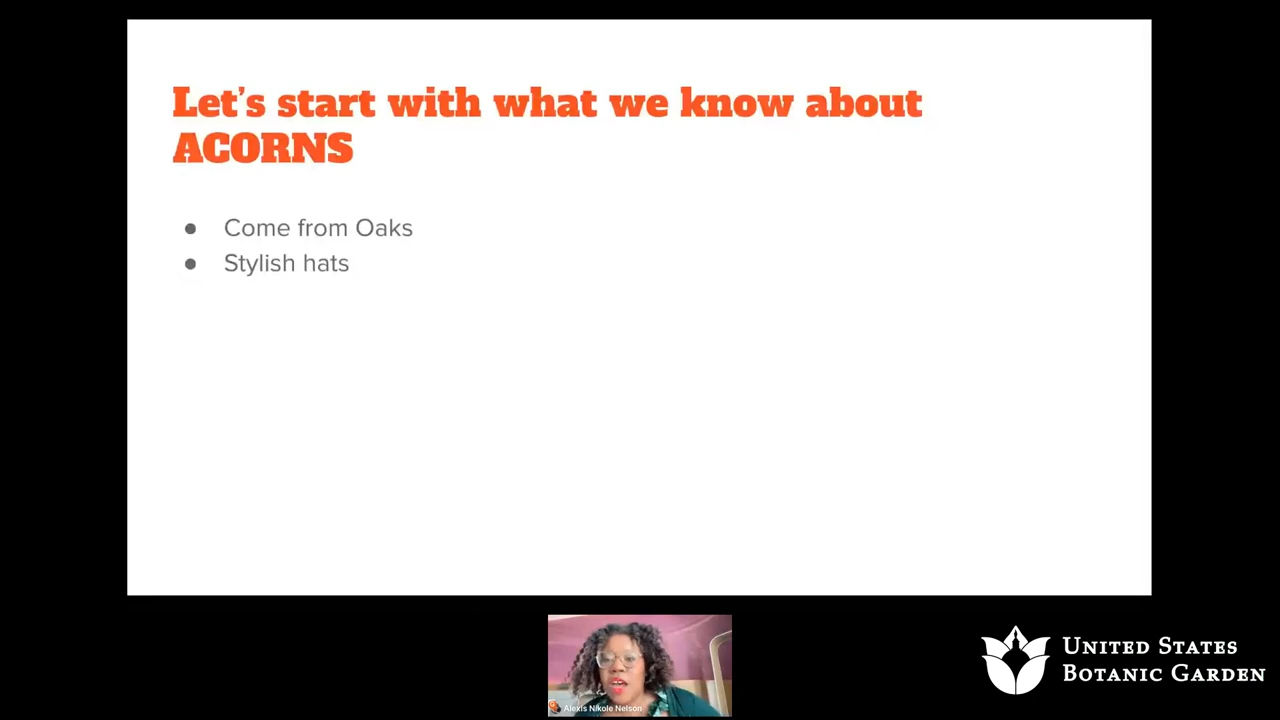 Let's start with what we know about
ACORNS
● Come from Oaks
● Stylish hats
Alexis Nikole Nelson
UNITED STATES
BOTANIC GARDEN